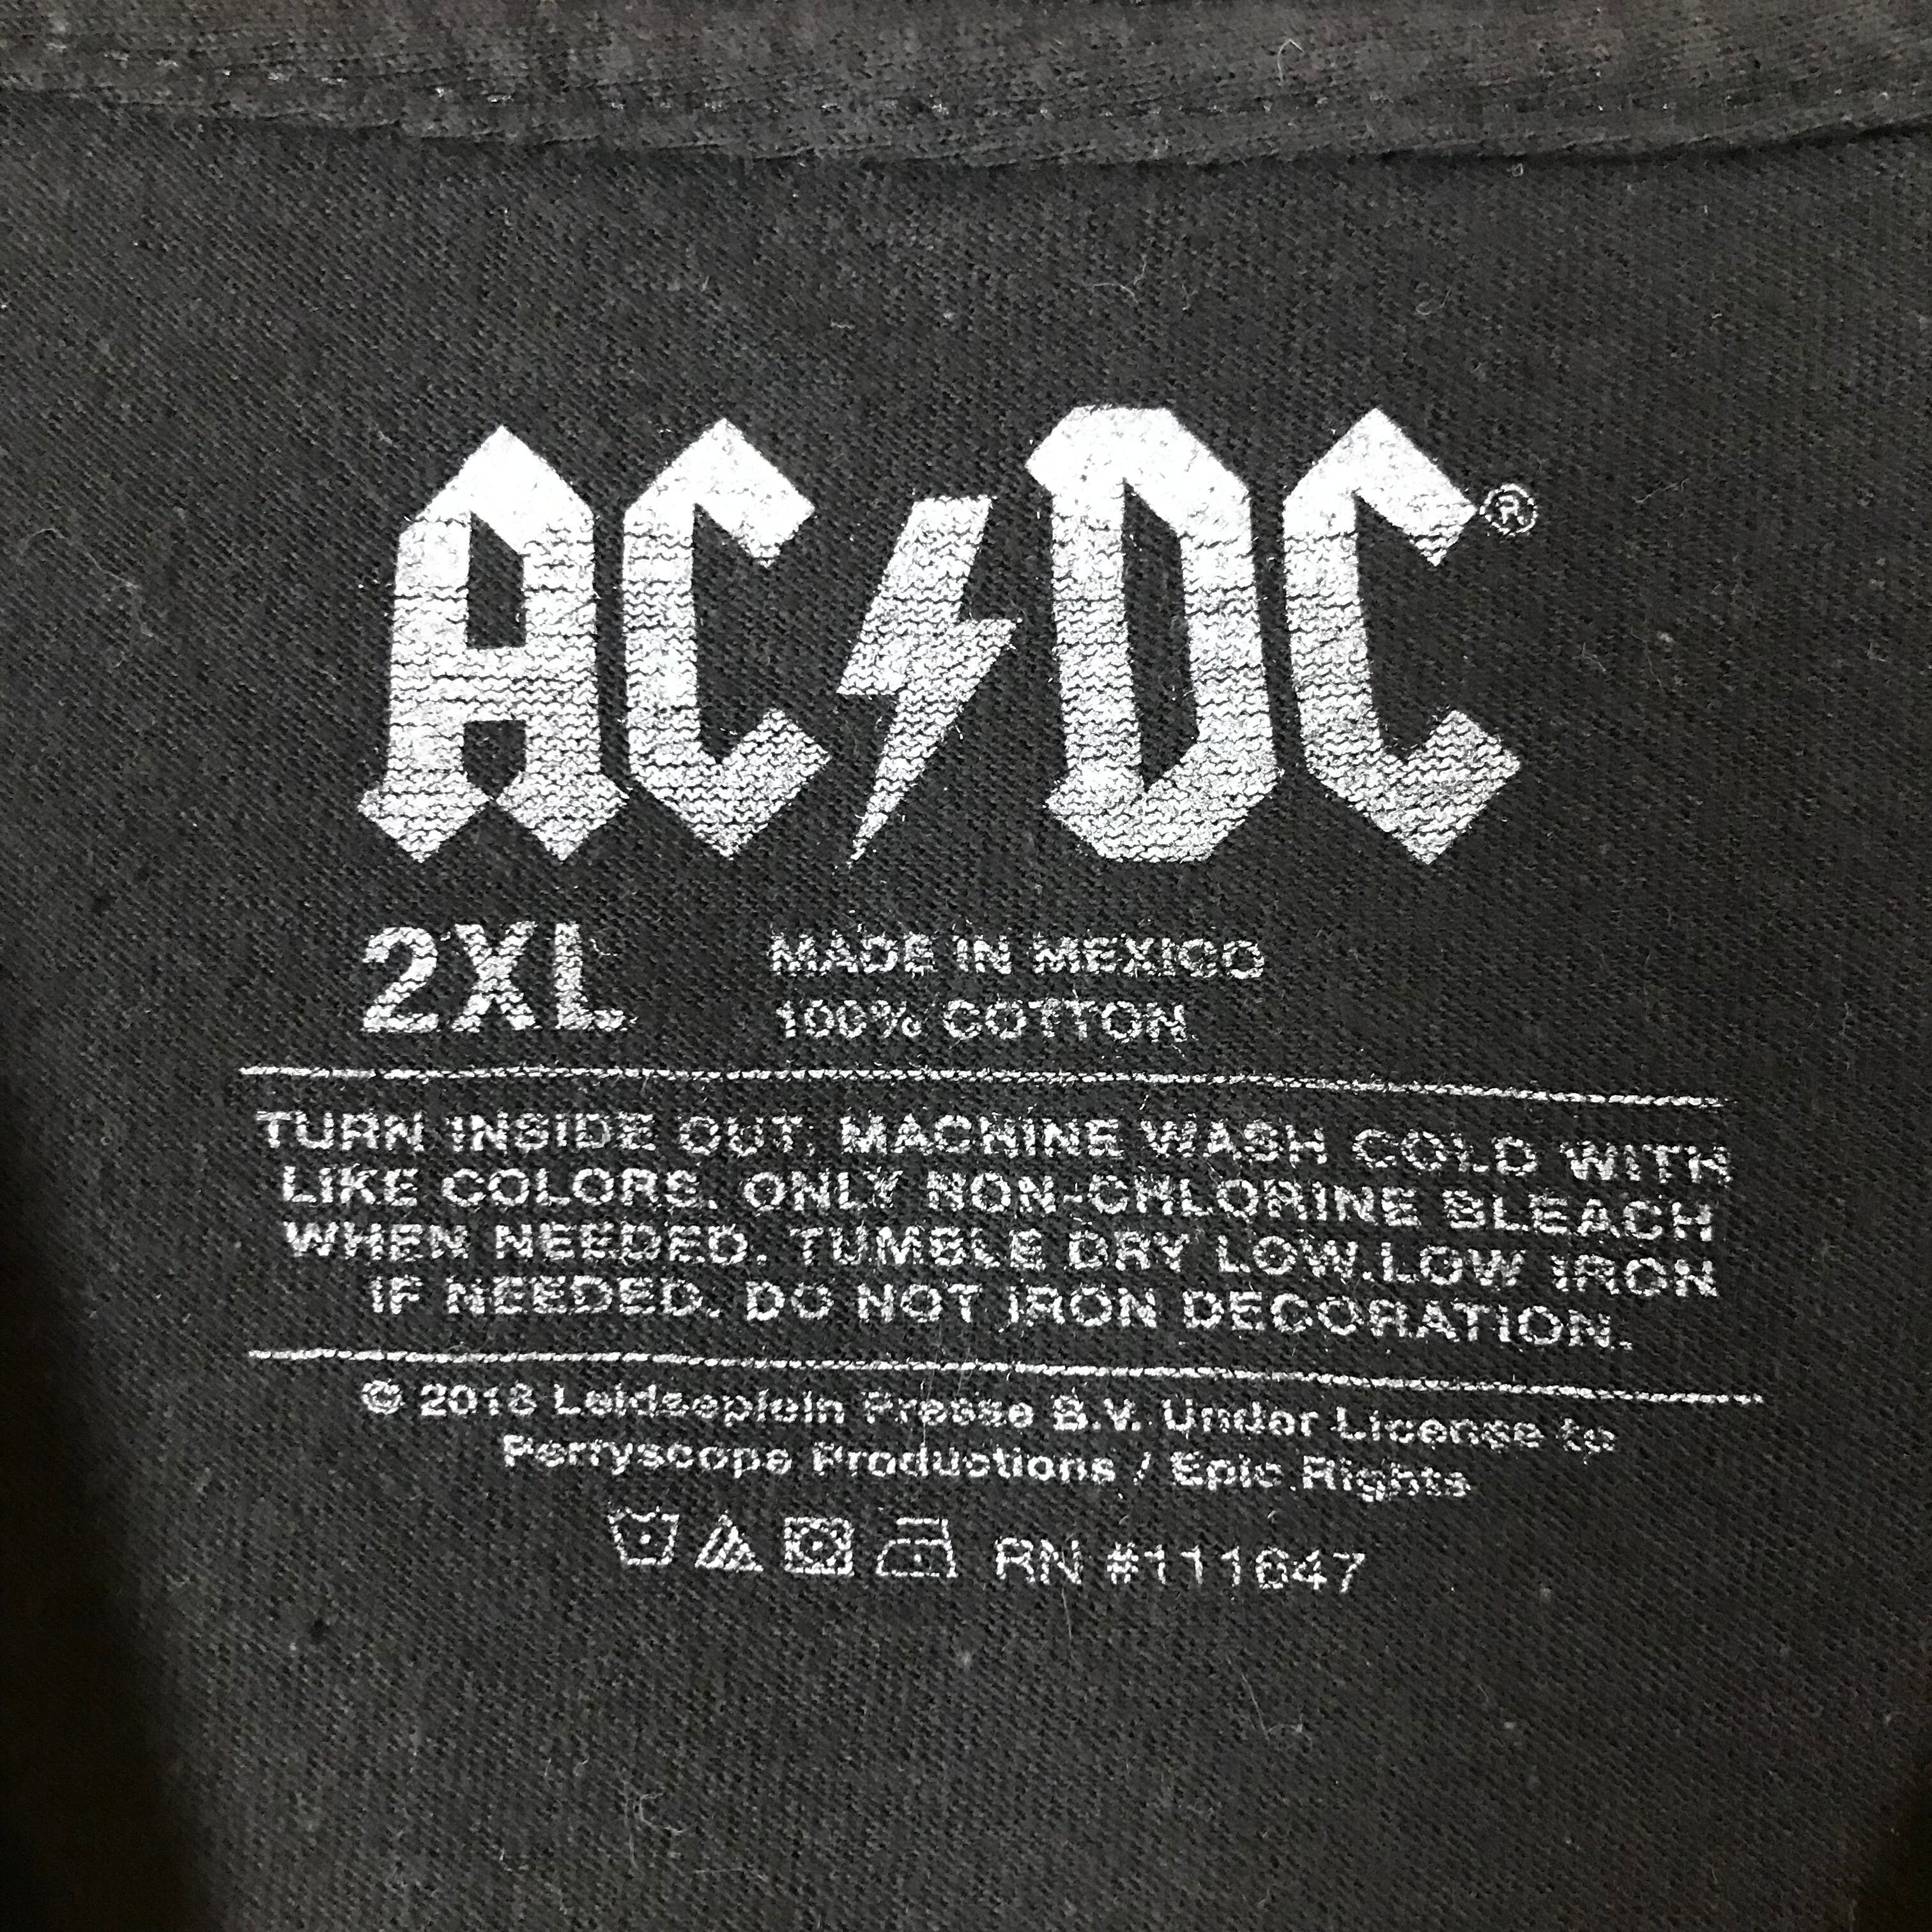 AC⚡DC®
2XL
MADE IN MEXICO
100% COTTON
TURN INSIDE OUT, MACHINE WASH COLD WITH
LIKE COLORS. ONLY NON-CHLORINE BLEACH
WHEN NEEDED. TUMBLE DRY LOW.LOW IRON
IF NEEDED. DO NOT IRON DECORATION.
© 2018 Leidseplein Presse B.V. Under License to
Perryscope Productions / Epic Rights
RN #111647